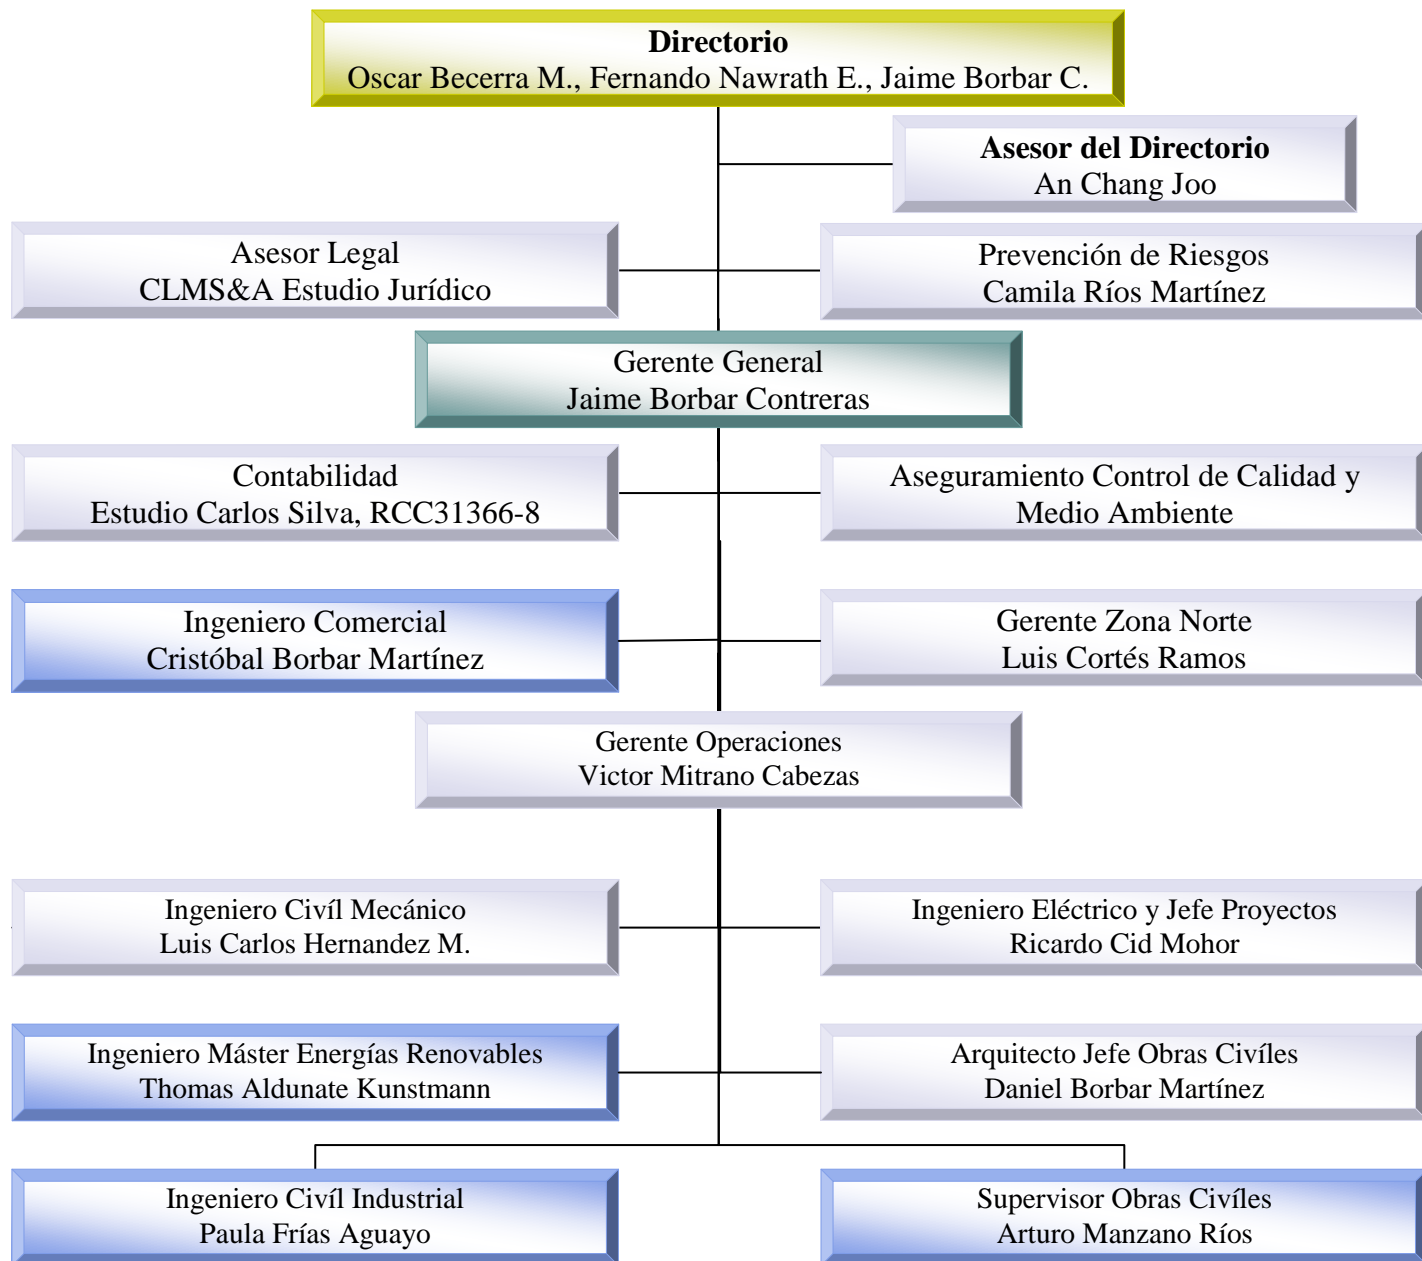 Directorio
Oscar Becerra M., Fernando Nawrath E., Jaime Borbar C.
Asesor del Directorio
An Chang Joo
Asesor Legal
CLMS&A Estudio Jurídico
Prevención de Riesgos
Camila Ríos Martínez
Gerente General
Jaime Borbar Contreras
Contabilidad
Estudio Carlos Silva, RCC31366-8
Aseguramiento Control de Calidad y
Medio Ambiente
Ingeniero Comercial
Cristóbal Borbar Martínez
Gerente Zona Norte
Luis Cortés Ramos
Gerente Operaciones
Victor Mitrano Cabezas
Ingeniero Civíl Mecánico
Luis Carlos Hernandez M.
Ingeniero Eléctrico y Jefe Proyectos
Ricardo Cid Mohor
Ingeniero Máster Energías Renovables
Thomas Aldunate Kunstmann
Arquitecto Jefe Obras Civíles
Daniel Borbar Martínez
Ingeniero Civíl Industrial
Paula Frías Aguayo
Supervisor Obras Civíles
Arturo Manzano Ríos